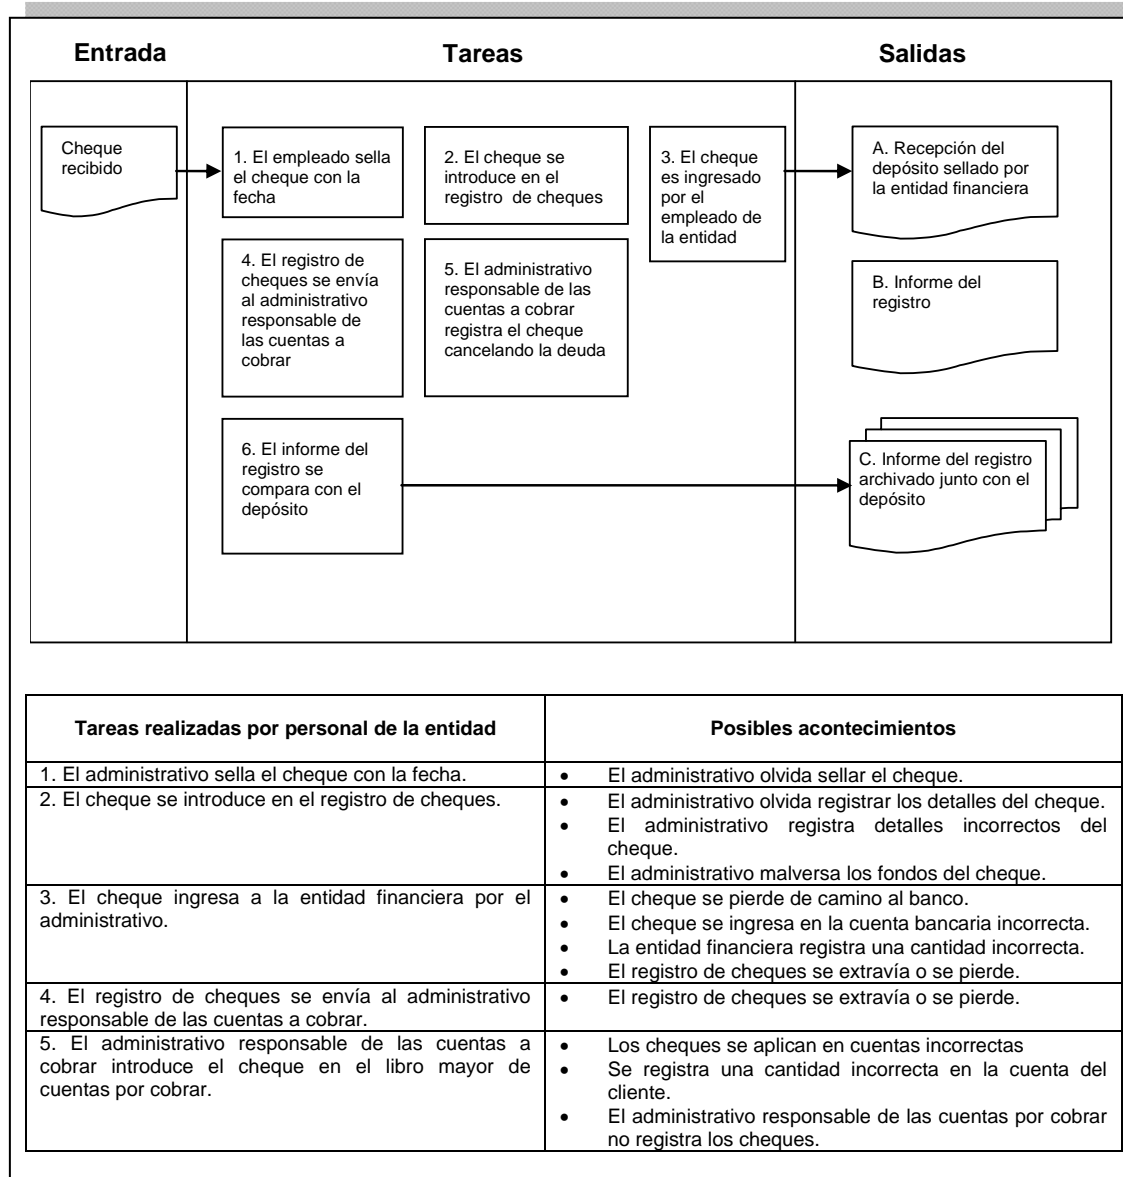 Entrada
Tareas
Salidas
Cheque
recibido
1. El empleado sella
el cheque con la
fecha
2. El cheque se
introduce en el
registro de cheques
3. El cheque
es ingresado
por el
empleado de
la entidad
A. Recepción del
depósito sellado por
la entidad financiera
4. El registro de
cheques se envía
al administrativo
responsable de
las cuentas a
cobrar
5. El administrativo
responsable de las
cuentas a cobrar
registra el cheque
cancelando la deuda
B. Informe del
registro
6. El informe del
registro se
compara con el
depósito
C. Informe del registro
archivado junto con el
depósito
Tareas realizadas por personal de la entidad
Posibles acontecimientos
1. El administrativo sella el cheque con la fecha.
• El administrativo olvida sellar el cheque.
2. El cheque se introduce en el registro de cheques.
• El administrativo olvida registrar los detalles del cheque.
• El administrativo registra detalles incorrectos del
cheque.
• El administrativo malversa los fondos del cheque.
3. El cheque ingresa a la entidad financiera por el
administrativo.
• El cheque se pierde de camino al banco.
• El cheque se ingresa en la cuenta bancaria incorrecta.
• La entidad financiera registra una cantidad incorrecta.
• El registro de cheques se extravía o se pierde.
4. El registro de cheques se envía al administrativo
responsable de las cuentas a cobrar.
• El registro de cheques se extravía o se pierde.
5. El administrativo responsable de las cuentas a
cobrar introduce el cheque en el libro mayor de
cuentas por cobrar.
• Los cheques se aplican en cuentas incorrectas
• Se registra una cantidad incorrecta en la cuenta del
cliente.
• El administrativo responsable de las cuentas por cobrar
no registra los cheques.